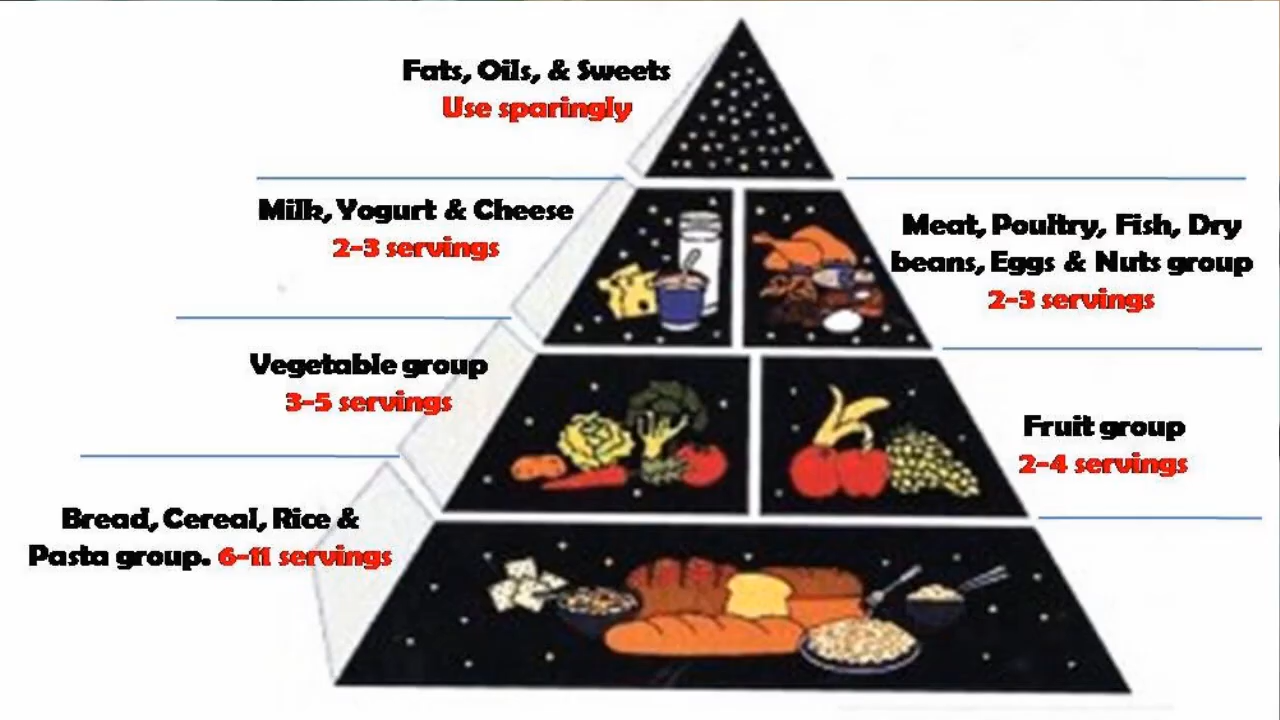 Fats, Oils, & Sweets
Use sparingly
Milk, Yogurt & Cheese
2-3 servings
Meat, Poultry, Fish, Dry
beans, Eggs & Nuts group
2-3 servings
Vegetable group
3-5 servings
Fruit group
2-4 servings
Bread, Cereal, Rice &
Pasta group. 6-11 servings